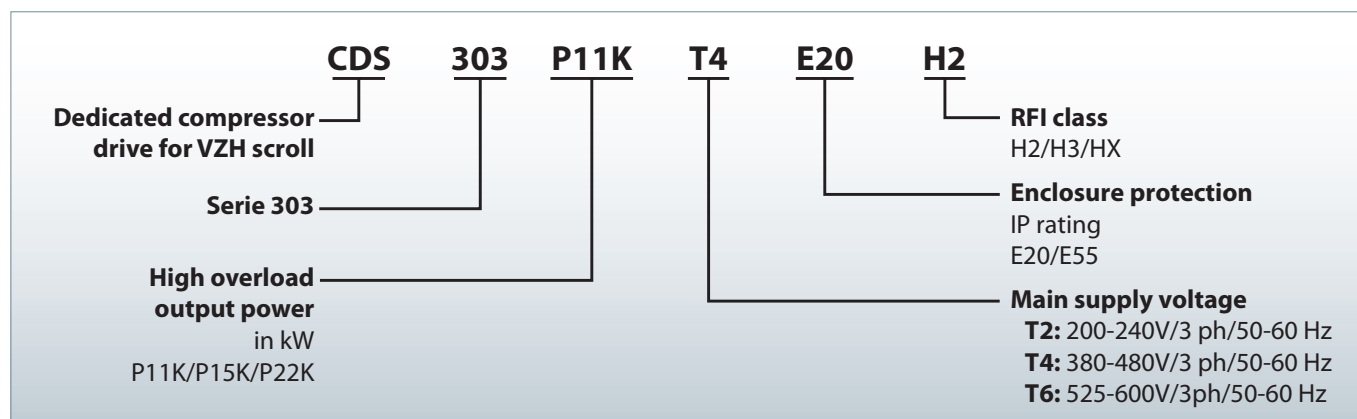 CDS 303 P11K T4 E20 H2
Dedicated compressor
drive for VZH scroll
Serie 303
High overload
output power
in kW
P11K/P15K/P22K
RFI class
H2/H3/HX
Enclosure protection
IP rating
E20/E55
Main supply voltage
T2: 200-240V/3 ph/50-60 Hz
T4: 380-480V/3 ph/50-60 Hz
T6: 525-600V/3ph/50-60 Hz